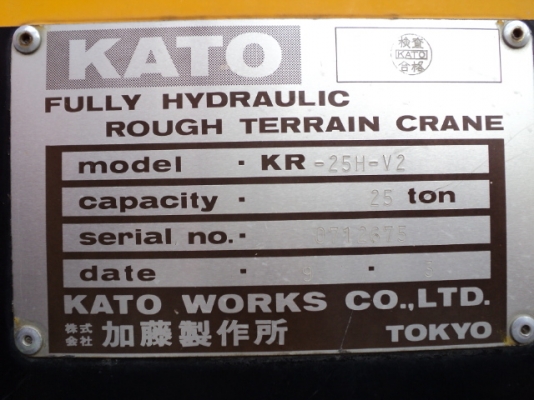 KATO
検査
KATO
合格
FULLY HYDRAULIC
ROUGH TERRAIN CRANE
model · KR -25H-V2
capacity · 25 ton
serial no.·
date · ·
KATO WORKS CO.,LTD.
株式会社 加藤製作所 TOKYO